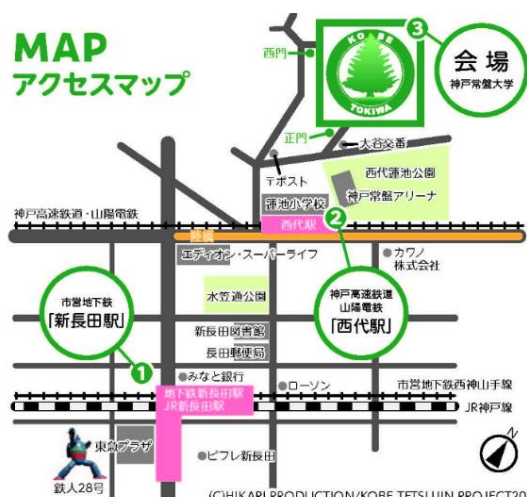 MAP
アクセスマップ
KOBE
TOKIWA
西門
正門
3
会場
神戸常盤大学
大谷交番
〒ポスト
西代蓮池公園
神戸常盤アリーナ
蓮池小学校
神戸高速鉄道・山陽電鉄
西代駅
2
エディオン・スーパーライフ
カワノ
株式会社
市営地下鉄
「新長田駅」
1
水笠通公園
神戸高速鉄道
山陽電鉄
「西代駅」
新長田図書館
長田郵便局
みなと銀行
ローソン
市営地下鉄西神山手線
地下鉄新長田駅
JR新長田駅
JR神戸線
東急プラザ
ピフレ新長田
鉄人28号
N
(C)HIKARI PRODUCTION/KOBE TETSUJIN PROJECT20